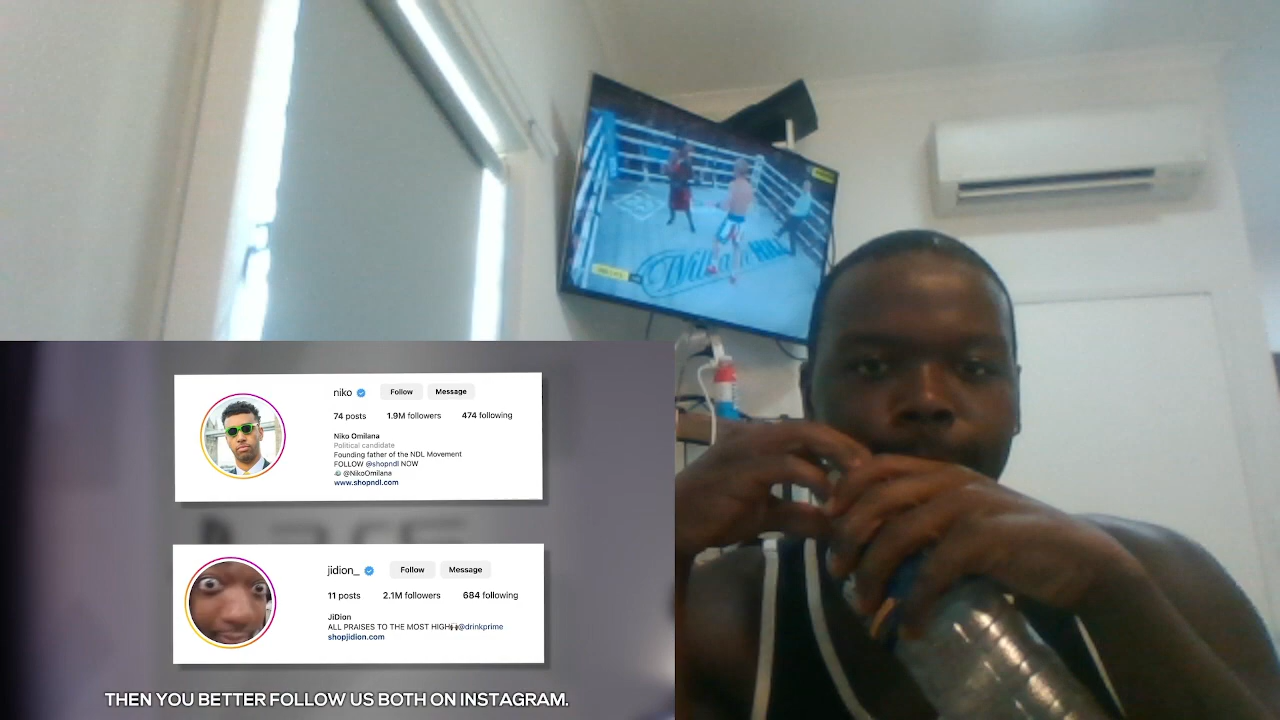 William HILL
niko Follow Message
74 posts 1.9M followers 474 following
Niko Omilana
Political candidate
Founding father of the NDL Movement
FOLLOW @shopndl NOW
@NikoOmilana
www.shopndl.com
jidion_ Follow Message
11 posts 2.1M followers 684 following
JiDion
ALL PRAISES TO THE MOST HIGH @drinkprime
shopjidion.com
THEN YOU BETTER FOLLOW US BOTH ON INSTAGRAM.